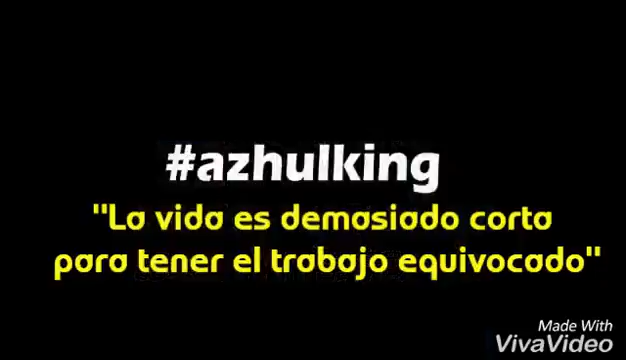 #azhulking
"La vida es demasiado corta
para tener el trabajo equivocado"
Made With
VivaVideo